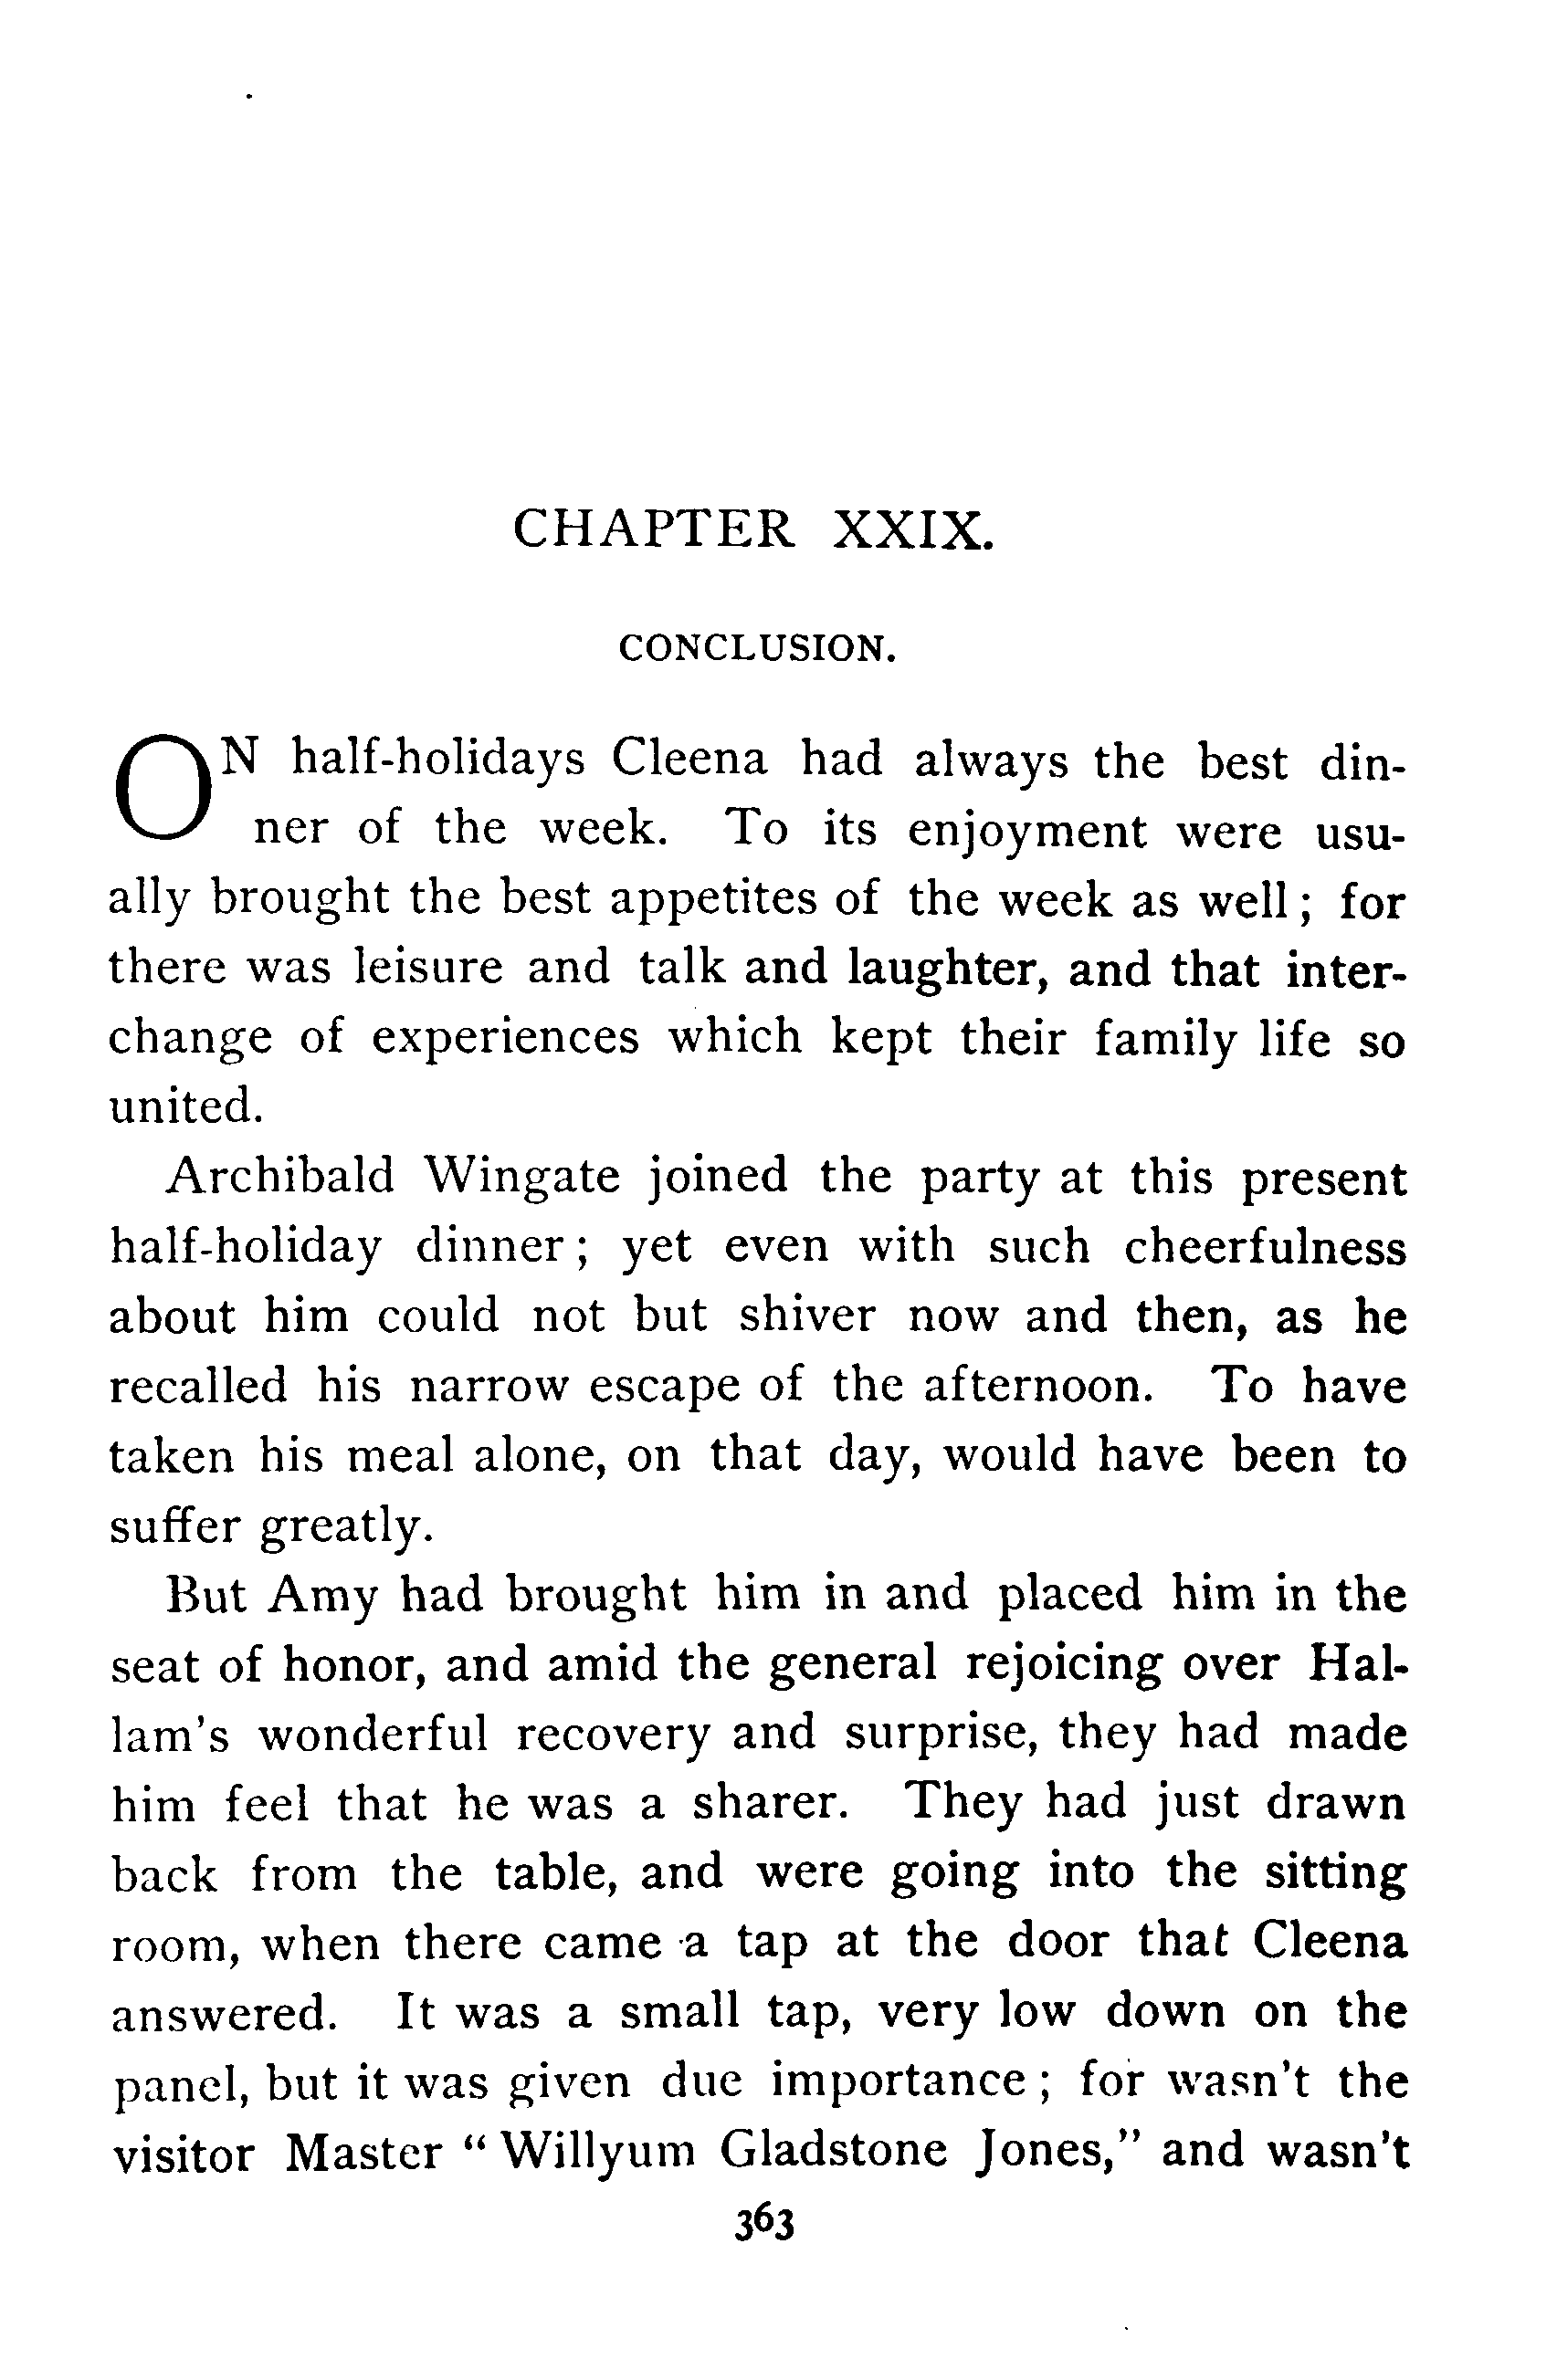 CHAPTER XXIX.
CONCLUSION.
ON half-holidays Cleena had always the best din-
ner of the week. To its enjoyment were usu-
ally brought the best appetites of the week as well; for
there was leisure and talk and laughter, and that inter-
change of experiences which kept their family life so
united.
Archibald Wingate joined the party at this present
half-holiday dinner; yet even with such cheerfulness
about him could not but shiver now and then, as he
recalled his narrow escape of the afternoon. To have
taken his meal alone, on that day, would have been to
suffer greatly.
But Amy had brought him in and placed him in the
seat of honor, and amid the general rejoicing over Hal-
lam's wonderful recovery and surprise, they had made
him feel that he was a sharer. They had just drawn
back from the table, and were going into the sitting
room, when there came a tap at the door that Cleena
answered. It was a small tap, very low down on the
panel, but it was given due importance; for wasn't the
visitor Master "Willyum Gladstone Jones," and wasn't
363